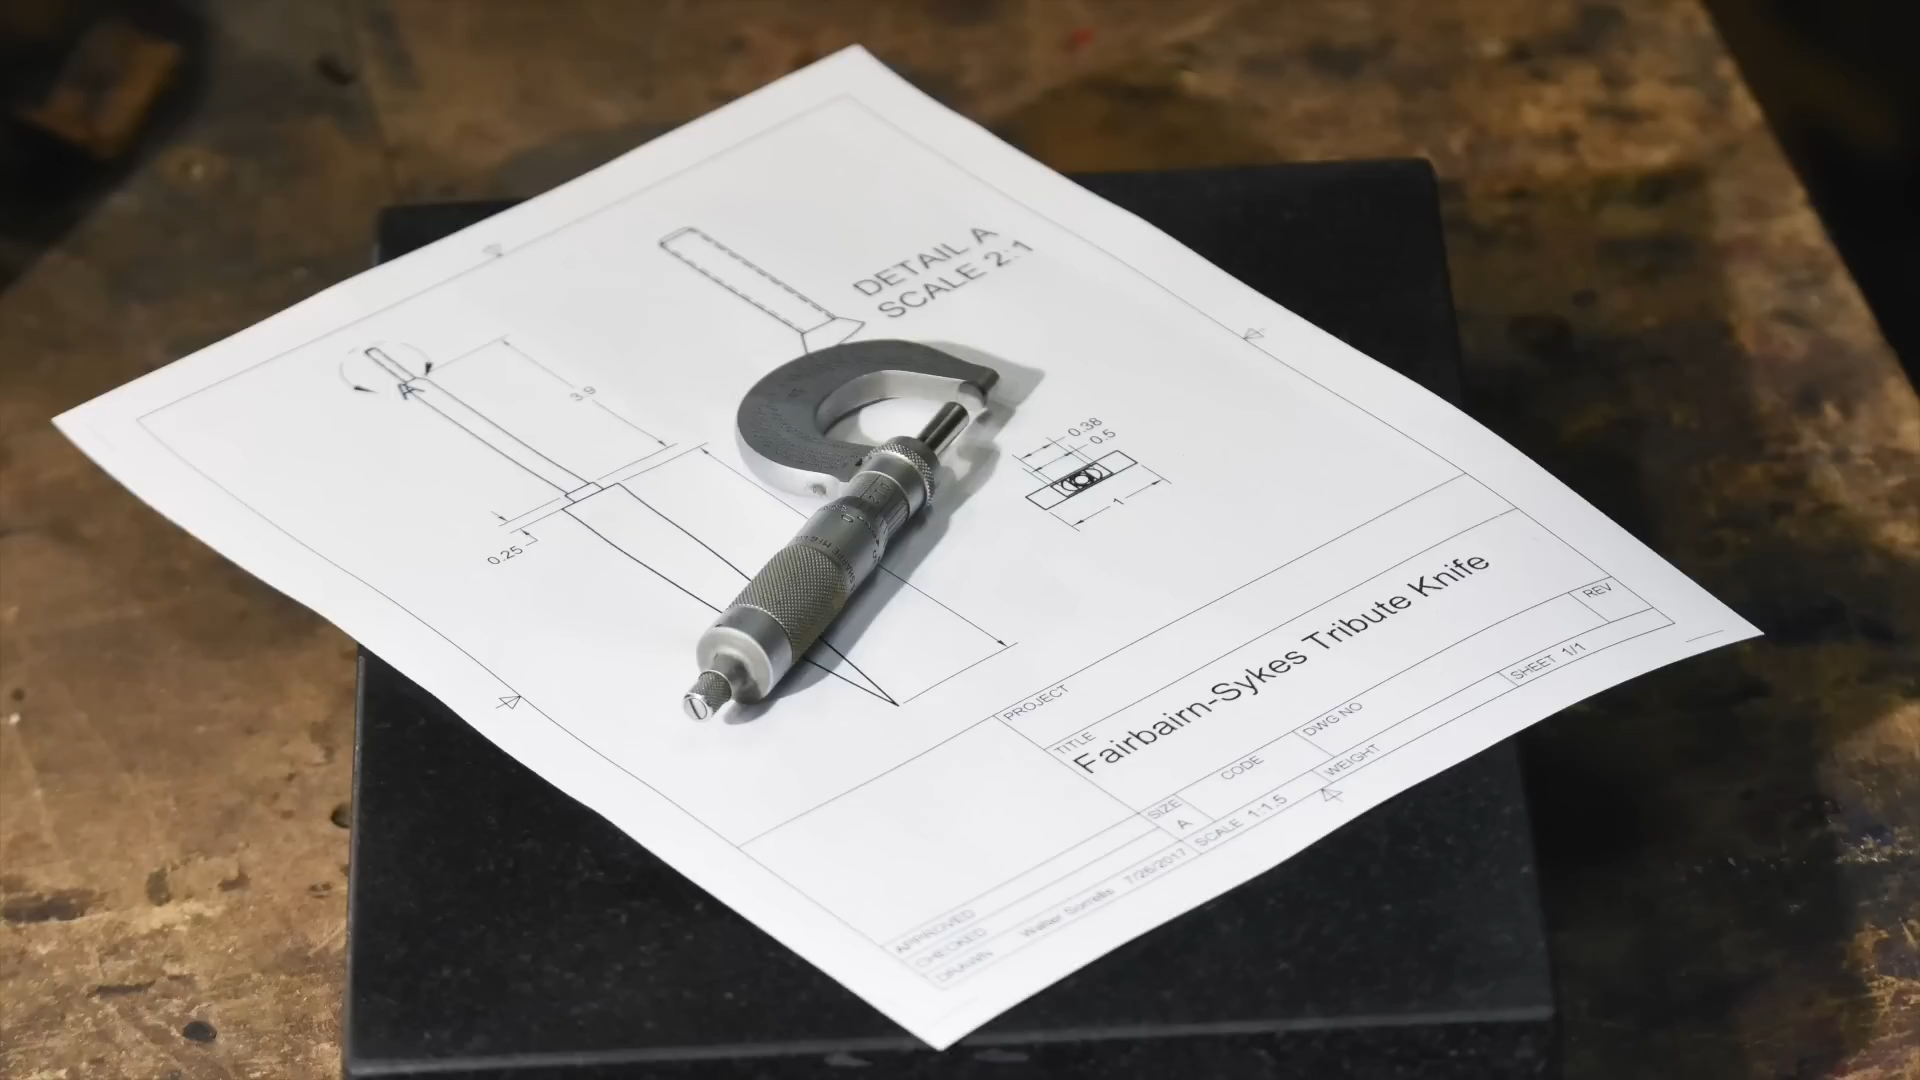 DETAIL A
SCALE 2:1
A
3.9
0.38
0.5
1
0.25
PROJECT
TITLE
Fairbairn-Sykes Tribute Knife
REV
SIZE
A
CODE
DWG NO
SCALE 1:1.5
WEIGHT
SHEET 1/1
APPROVED
CHECKED
DRAWN Walter Sorrells 7/26/2017
0